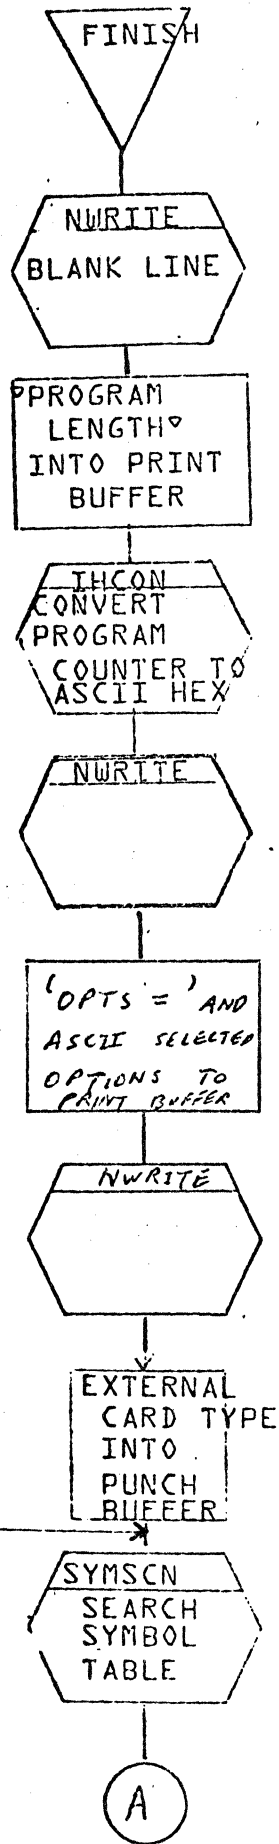 FINISH
NWRITE
BLANK LINE
▽PROGRAM
LENGTH▽
INTO PRINT
BUFFER
IHCON
CONVERT
PROGRAM
COUNTER TO
ASCII HEX
NWRITE
'OPTS = ' AND
ASCII SELECTED
OPTIONS TO
PRINT BUFFER
NWRITE
EXTERNAL
CARD TYPE
INTO
PUNCH
BUFFER
SYMSCN
SEARCH
SYMBOL
TABLE
A